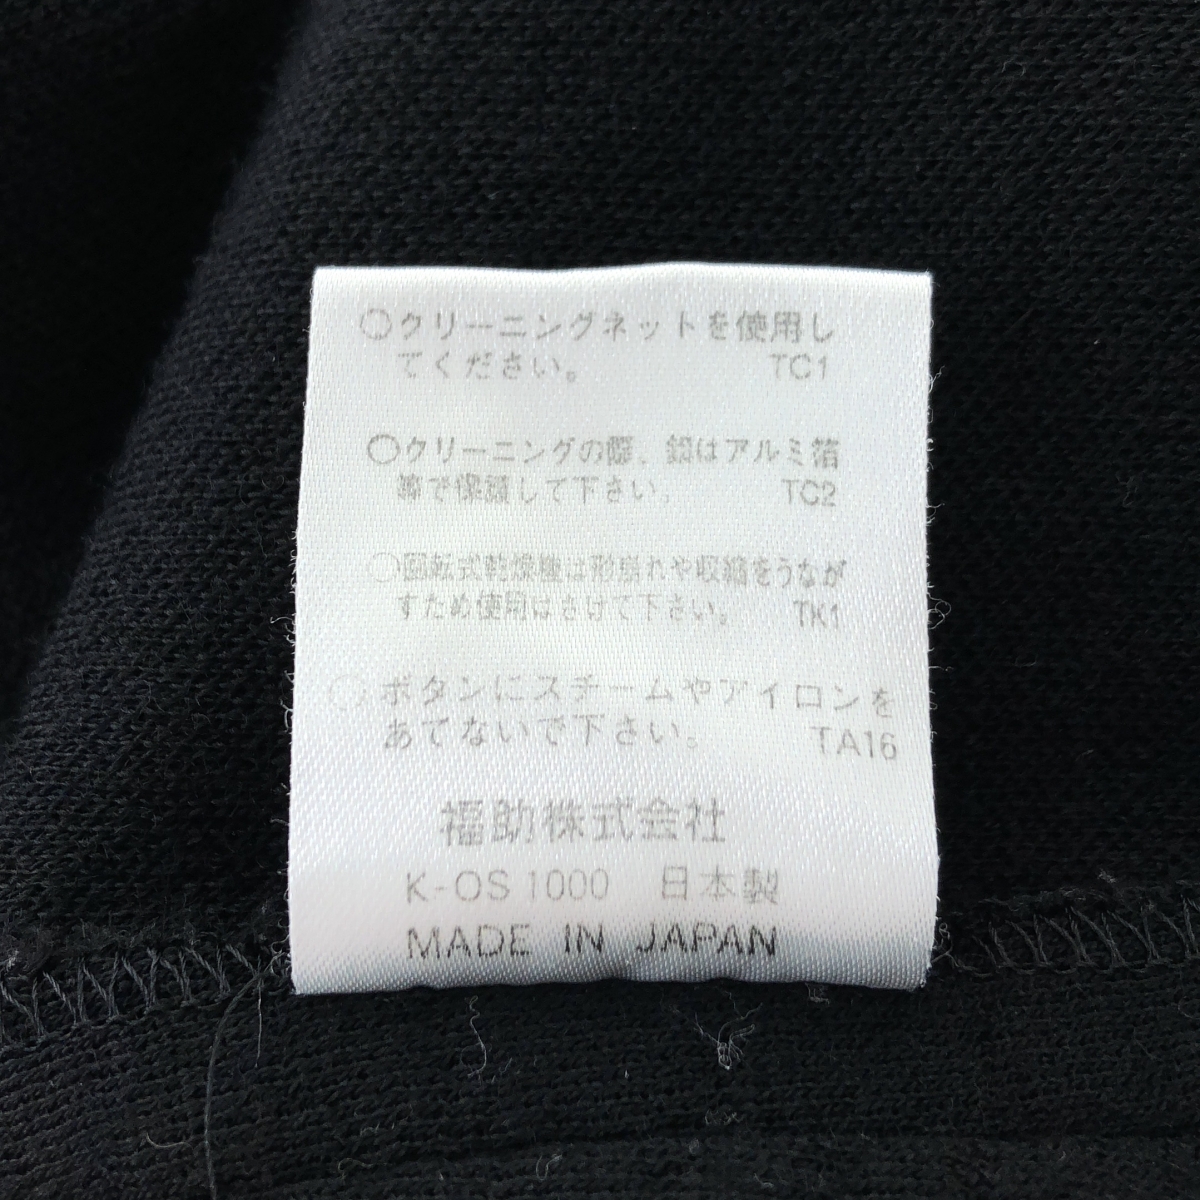 ○クリーニングネットを使用し
てください。 TC1
○クリーニングの際、釦はアルミ箔
等で保護して下さい。 TC2
○回転式乾燥機は形崩れや収縮をうなが
すため使用はさけて下さい。 TK1
○ボタンにスチームやアイロンを
あてないで下さい。 TA16
福助株式会社
K-OS1000 日本製
MADE IN JAPAN